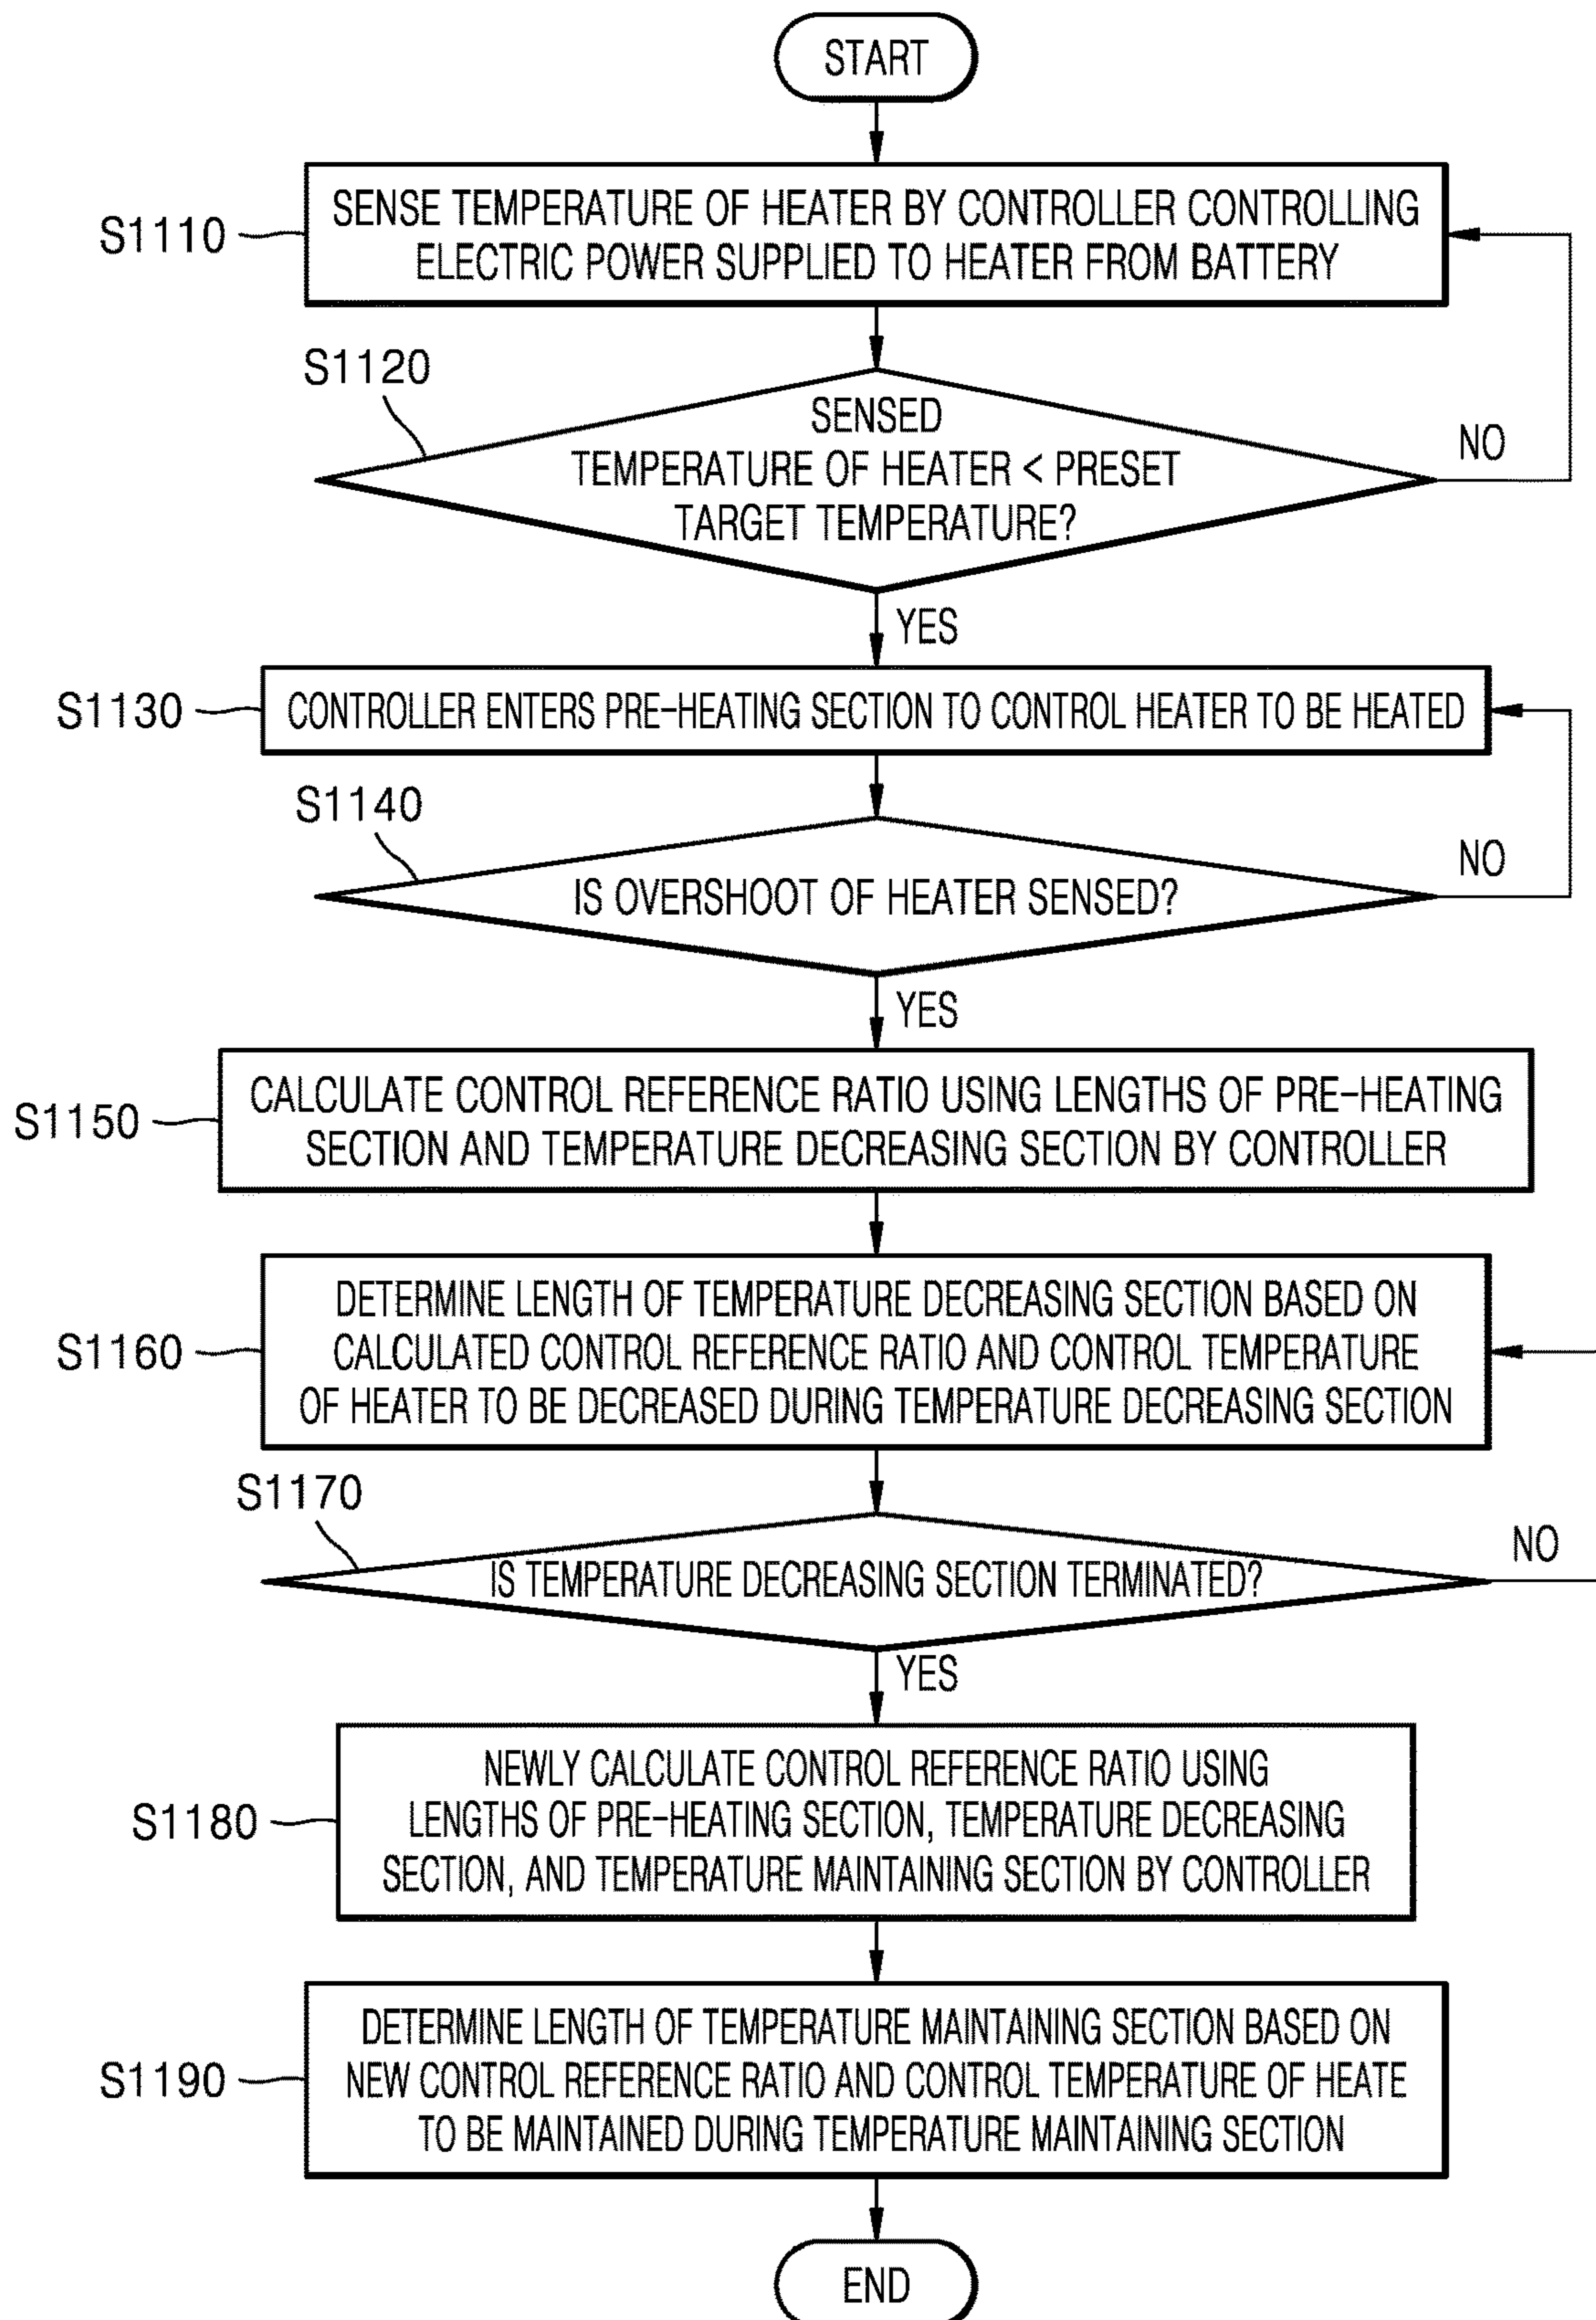 START
S1110
SENSE TEMPERATURE OF HEATER BY CONTROLLER CONTROLLING
ELECTRIC POWER SUPPLIED TO HEATER FROM BATTERY
S1120
SENSED
TEMPERATURE OF HEATER < PRESET
TARGET TEMPERATURE?
NO
YES
S1130
CONTROLLER ENTERS PRE-HEATING SECTION TO CONTROL HEATER TO BE HEATED
S1140
IS OVERSHOOT OF HEATER SENSED?
NO
YES
S1150
CALCULATE CONTROL REFERENCE RATIO USING LENGTHS OF PRE-HEATING
SECTION AND TEMPERATURE DECREASING SECTION BY CONTROLLER
S1160
DETERMINE LENGTH OF TEMPERATURE DECREASING SECTION BASED ON
CALCULATED CONTROL REFERENCE RATIO AND CONTROL TEMPERATURE
OF HEATER TO BE DECREASED DURING TEMPERATURE DECREASING SECTION
S1170
IS TEMPERATURE DECREASING SECTION TERMINATED?
NO
YES
S1180
NEWLY CALCULATE CONTROL REFERENCE RATIO USING
LENGTHS OF PRE-HEATING SECTION, TEMPERATURE DECREASING
SECTION, AND TEMPERATURE MAINTAINING SECTION BY CONTROLLER
S1190
DETERMINE LENGTH OF TEMPERATURE MAINTAINING SECTION BASED ON
NEW CONTROL REFERENCE RATIO AND CONTROL TEMPERATURE OF HEATE
TO BE MAINTAINED DURING TEMPERATURE MAINTAINING SECTION
END